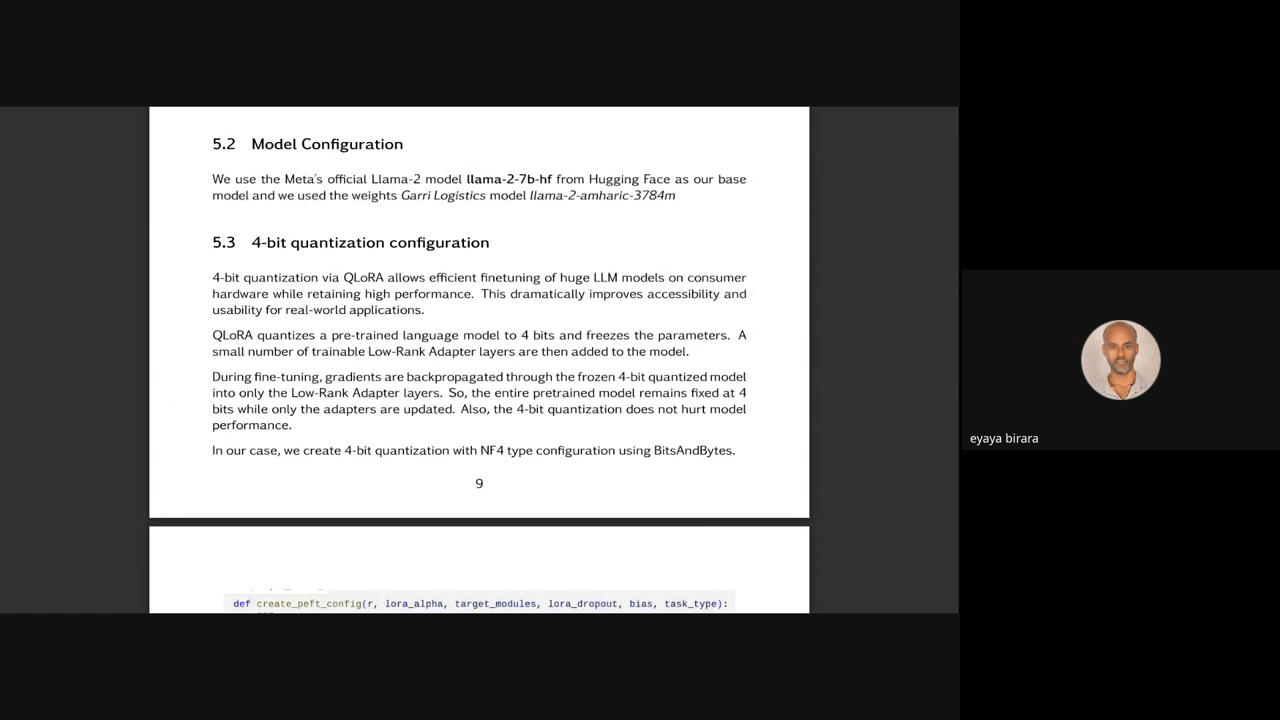 5.2 Model Configuration
We use the Meta's official Llama-2 model llama-2-7b-hf from Hugging Face as our base
model and we used the weights Garri Logistics model llama-2-amharic-3784m
5.3 4-bit quantization configuration
4-bit quantization via QLoRA allows efficient finetuning of huge LLM models on consumer
hardware while retaining high performance. This dramatically improves accessibility and
usability for real-world applications.
QLoRA quantizes a pre-trained language model to 4 bits and freezes the parameters. A
small number of trainable Low-Rank Adapter layers are then added to the model.
During fine-tuning, gradients are backpropagated through the frozen 4-bit quantized model
into only the Low-Rank Adapter layers. So, the entire pretrained model remains fixed at 4
bits while only the adapters are updated. Also, the 4-bit quantization does not hurt model
performance.
In our case, we create 4-bit quantization with NF4 type configuration using BitsAndBytes.
9
def create_peft_config(r, lora_alpha, target_modules, lora_dropout, bias, task_type):
eyaya birara